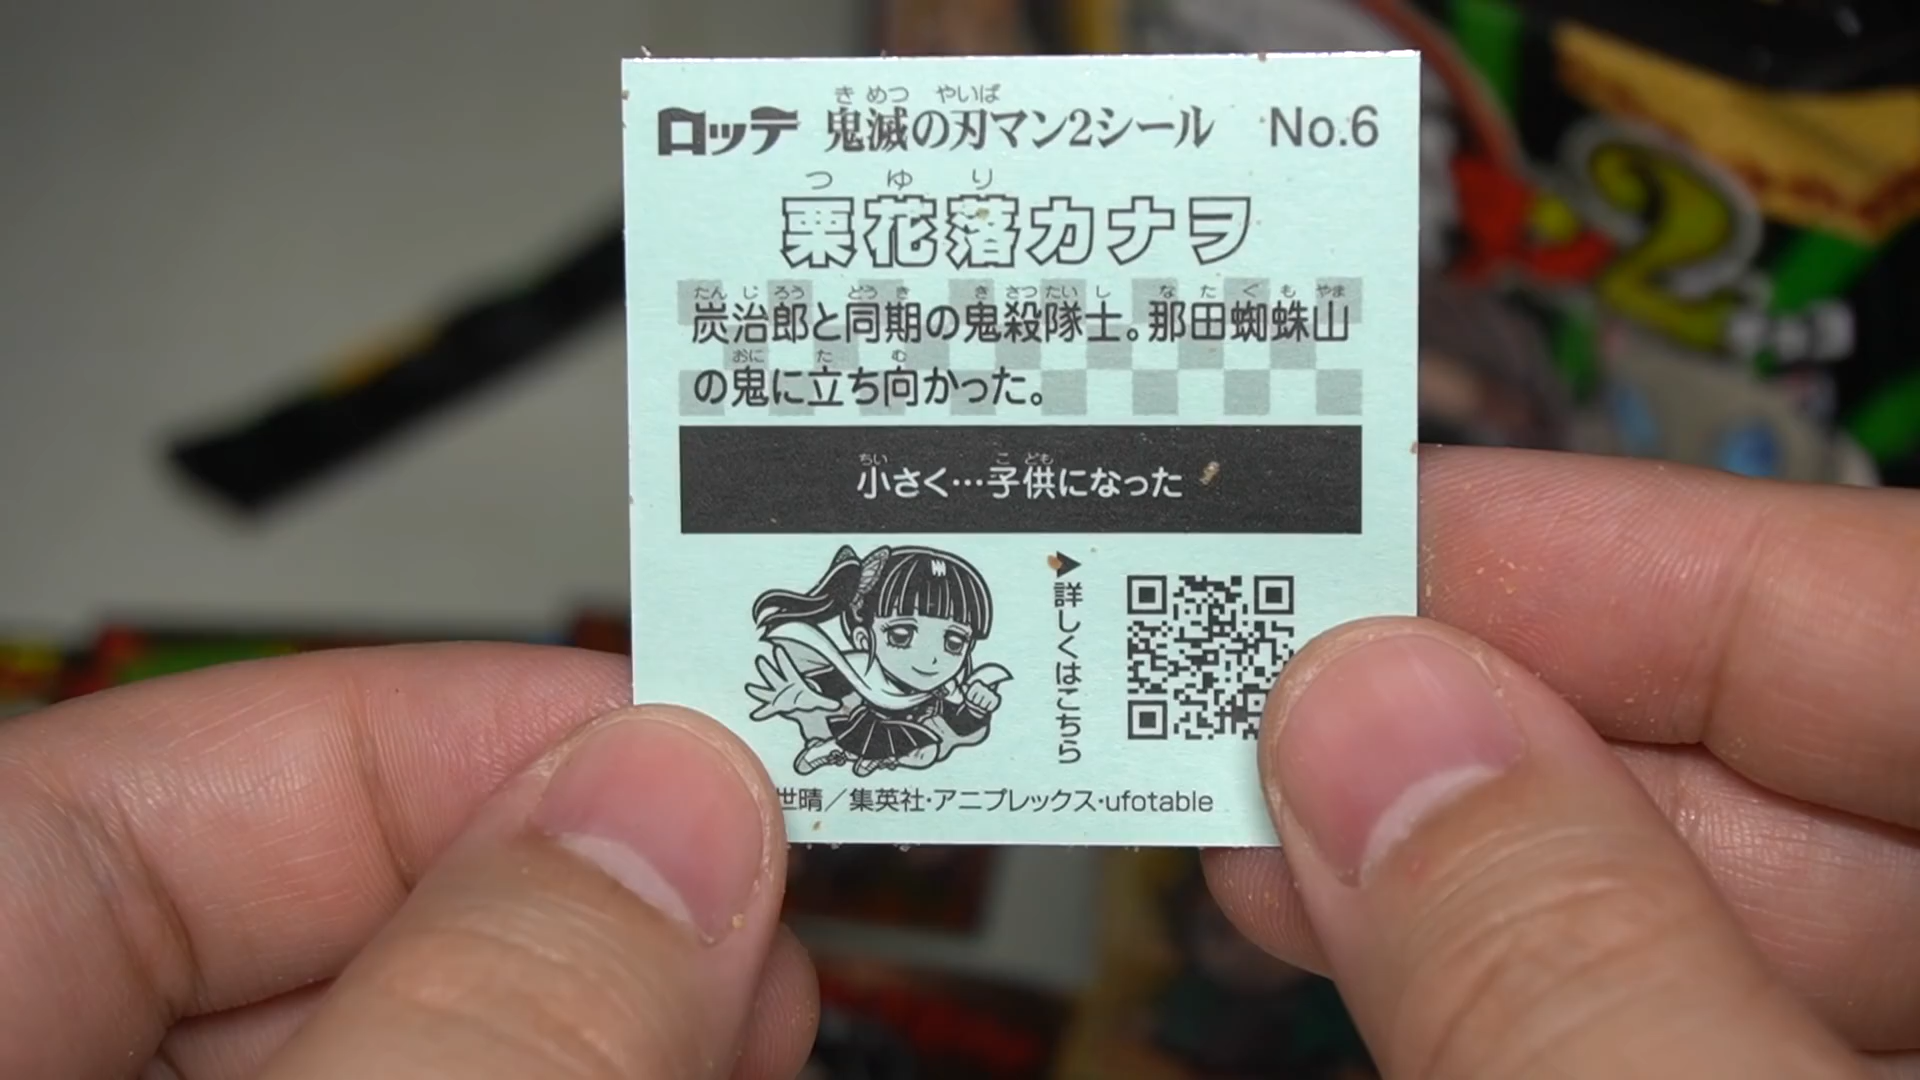 ロッテ 鬼滅の刃マン2シール No.6
きめつ やいば
つゆり
栗花落カナヲ
たんじろう どうき きさつたいし なたぐもやま
炭治郎と同期の鬼殺隊士。那田蜘蛛山
おに た む
の鬼に立ち向かった。
ちい こども
小さく…子供になった
▶詳しくはこちら
世晴／集英社・アニプレックス・ufotable
2